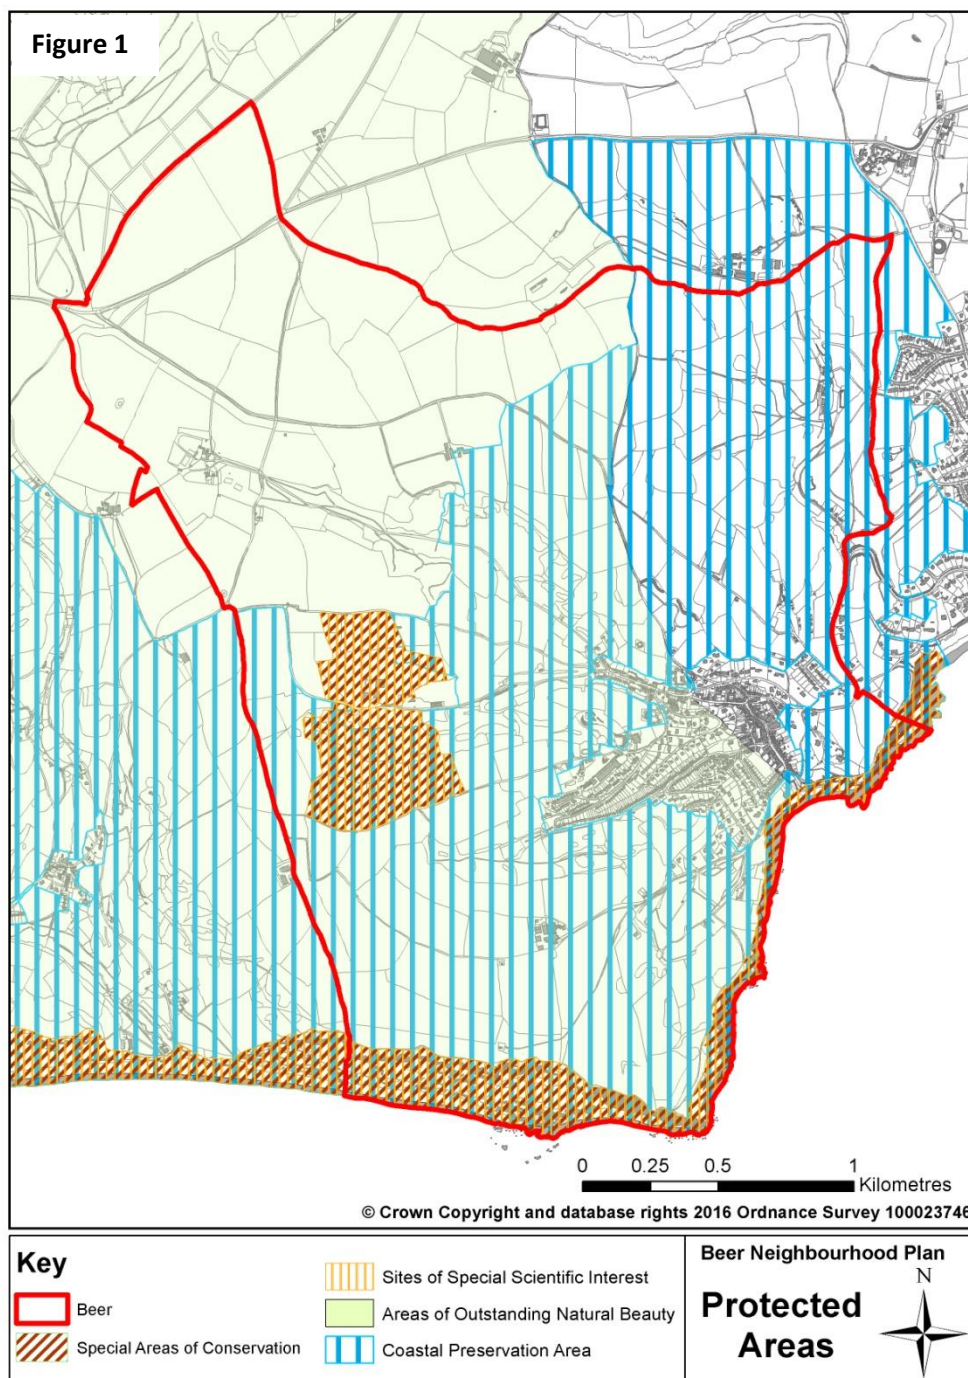 Figure 1
0 0.25 0.5 1
Kilometres
© Crown Copyright and database rights 2016 Ordnance Survey 100023746
Key
Beer
Special Areas of Conservation
Sites of Special Scientific Interest
Areas of Outstanding Natural Beauty
Coastal Preservation Area
Beer Neighbourhood Plan
Protected
Areas
N